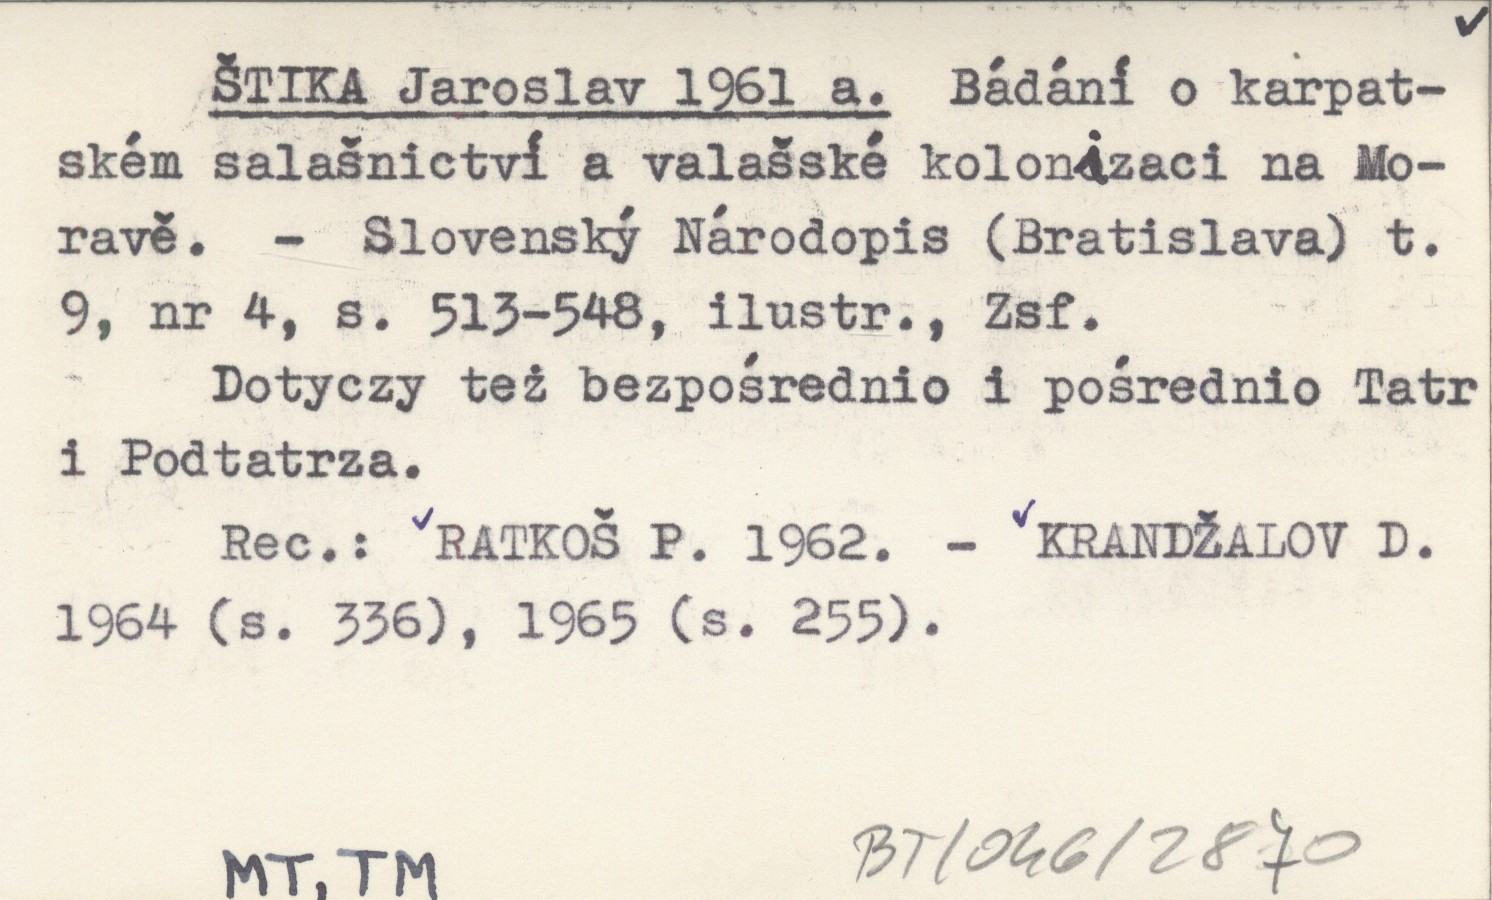 ŠTIKA Jaroslav 1961 a. Bádání o karpat-
ském salašnictví a valašské kolonizaci na Mo-
ravě. - Slovenský Národopis (Bratislava) t.
9, nr 4, s. 513-548, ilustr., Zsf.
Dotyczy też bezpośrednio i pośrednio Tatr
i Podtatrza.
Rec.: ✓RATKOŠ P. 1962. - ✓KRANDŽALOV D.
1964 (s. 336), 1965 (s. 255).
MT, TM
BT/046/2870